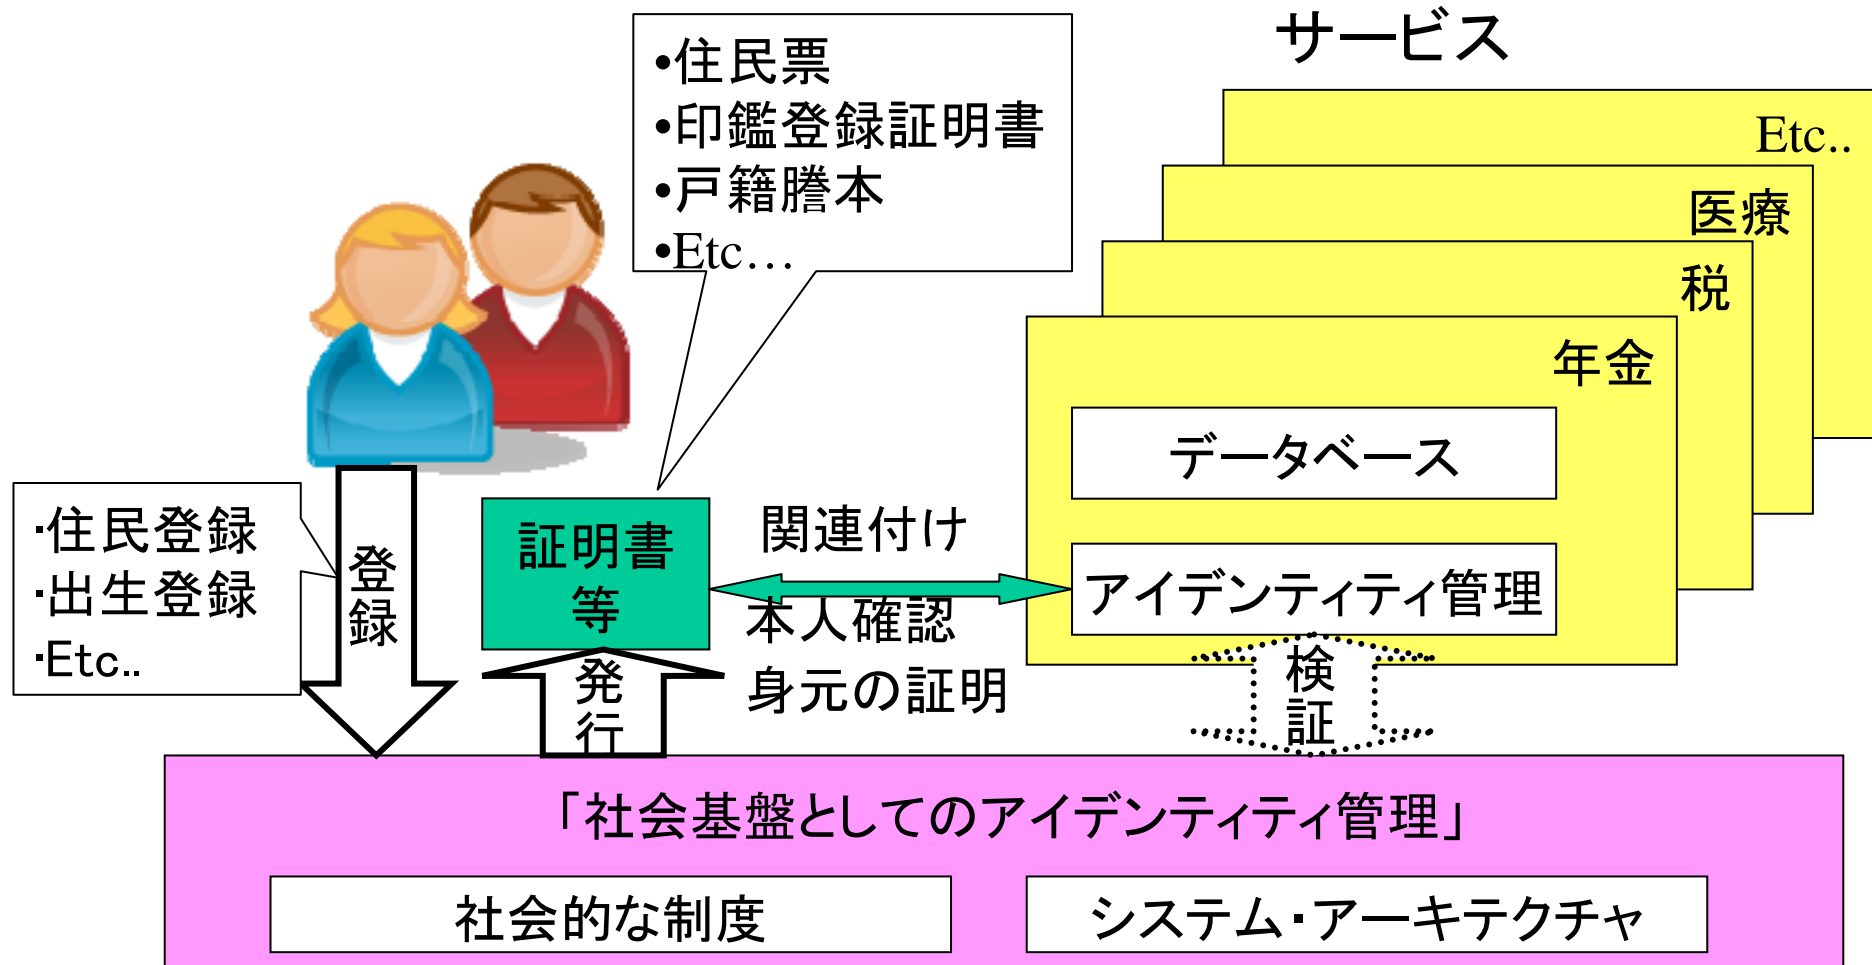 サービス
•住民票
•印鑑登録証明書
•戸籍謄本
•Etc…
Etc..
医療
税
年金
データベース
アイデンティティ管理
・住民登録
・出生登録
・Etc..
登録
証明書
等
関連付け
本人確認
身元の証明
発行
検証
「社会基盤としてのアイデンティティ管理」
社会的な制度
システム・アーキテクチャ